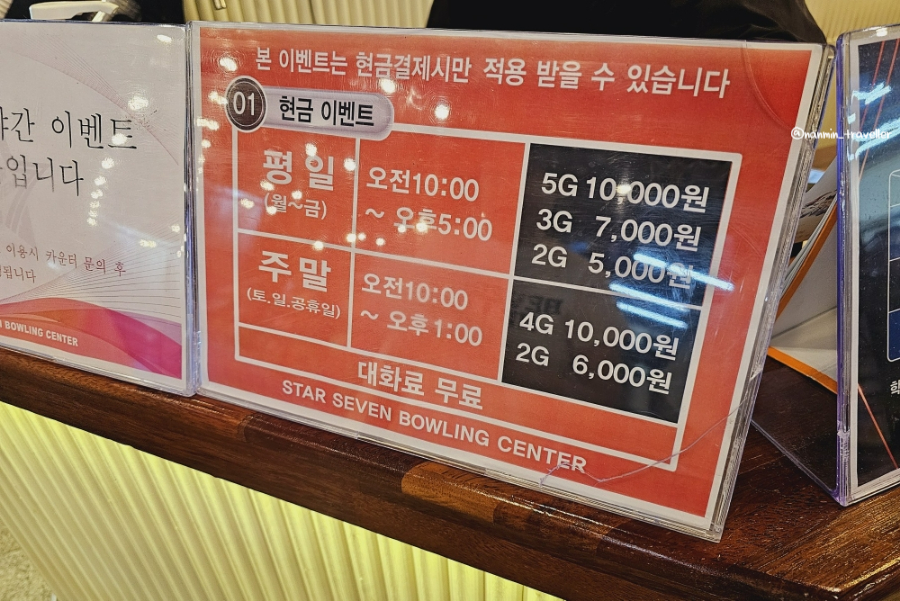 본 이벤트는 현금결제시만 적용 받을 수 있습니다
01 현금 이벤트
평일
(월~금)
오전10:00
~ 오후5:00
5G 10,000원
3G 7,000원
2G 5,000원
주말
(토.일.공휴일)
오전10:00
~ 오후1:00
4G 10,000원
2G 6,000원
대화료 무료
STAR SEVEN BOWLING CENTER
이벤트
입니다
이용시 카운터 문의 후
됩니다
BOWLING CENTER
@nanmin_traveller